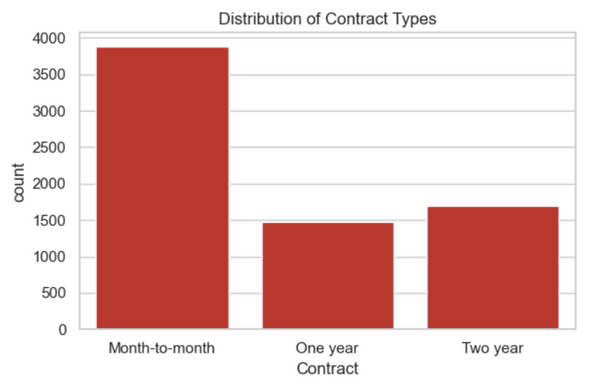 Distribution of Contract Types
4000
3500
3000
2500
2000
1500
1000
500
0
count
Month-to-month One year Two year
Contract